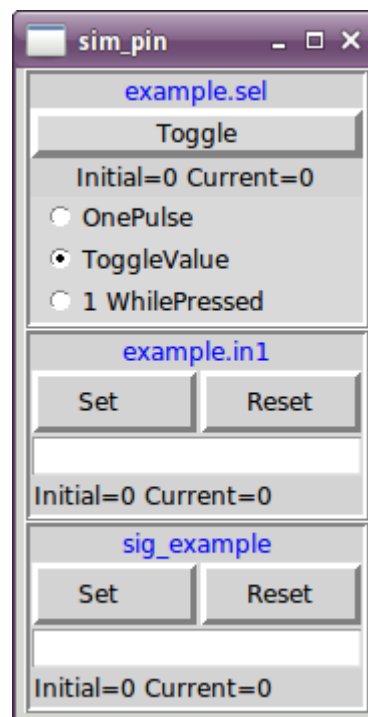 sim_pin
example.sel
Toggle
Initial=0 Current=0
OnePulse
ToggleValue
1 WhilePressed
example.in1
Set Reset
Initial=0 Current=0
sig_example
Set Reset
Initial=0 Current=0